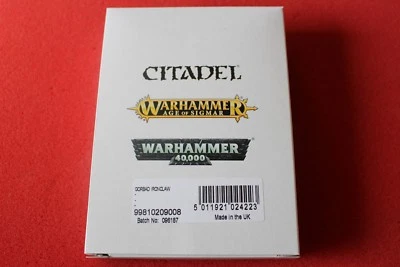 CITADEL
WARHAMMER
AGE OF SIGMAR
WARHAMMER
40,000
GORBAD IRONCLAW
99810209008
Batch No: 096187
5 011921 024223
Made in the UK